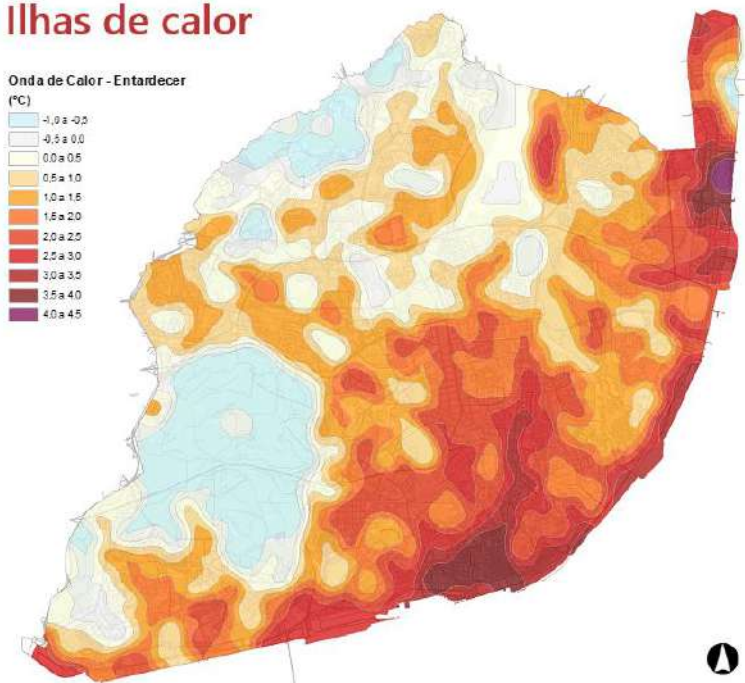 Ilhas de calor
Onda de Calor - Entardecer
(°C)
-1,0 a -0,5
-0,5 a 0,0
0,0 a 0,5
0,5 a 1,0
1,0 a 1,5
1,5 a 2,0
2,0 a 2,5
2,5 a 3,0
3,0 a 3,5
3,5 a 4,0
4,0 a 4,5